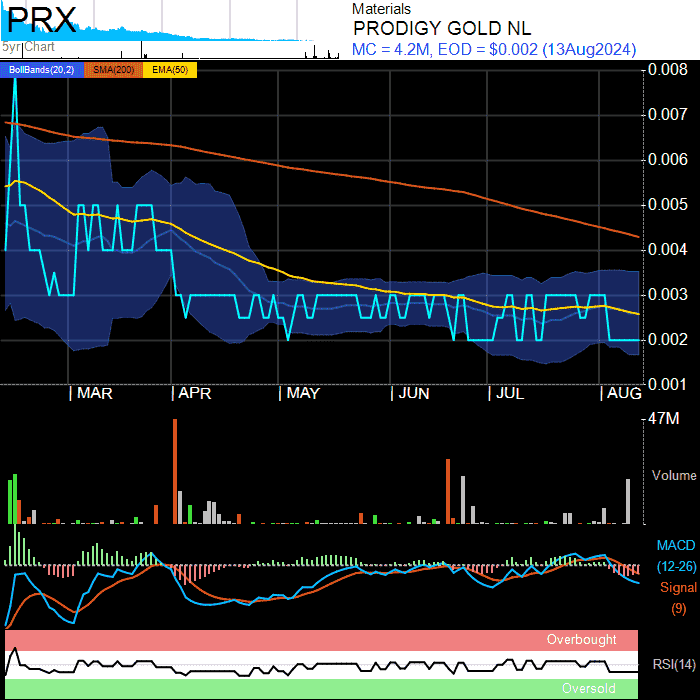 PRX
5yr Chart
Materials
PRODIGY GOLD NL
MC = 4.2M, EOD = $0.002 (13Aug2024)
BollBands(20,2) SMA(200) EMA(50)
0.008
0.007
0.006
0.005
0.004
0.003
0.002
0.001
MAR APR MAY JUN JUL AUG
47M
Volume
MACD
(12-26)
Signal
(9)
Overbought
RSI(14)
Oversold